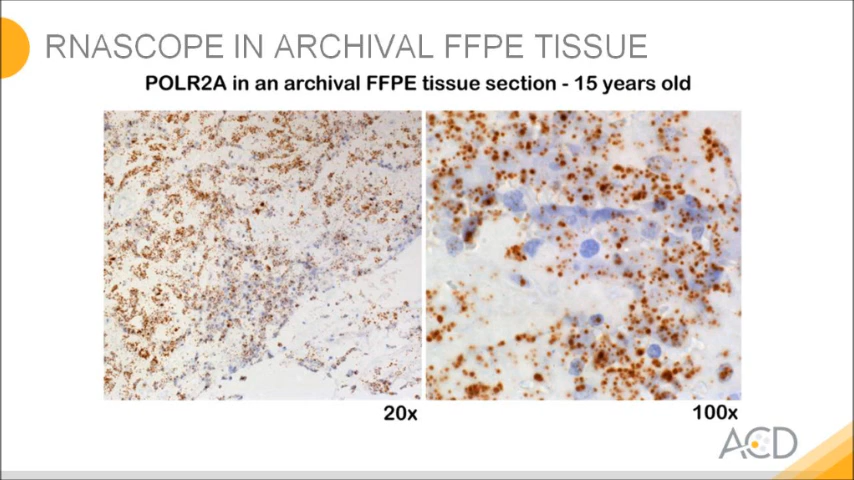 RNASCOPE IN ARCHIVAL FFPE TISSUE
POLR2A in an archival FFPE tissue section - 15 years old
20x
100x
ACD